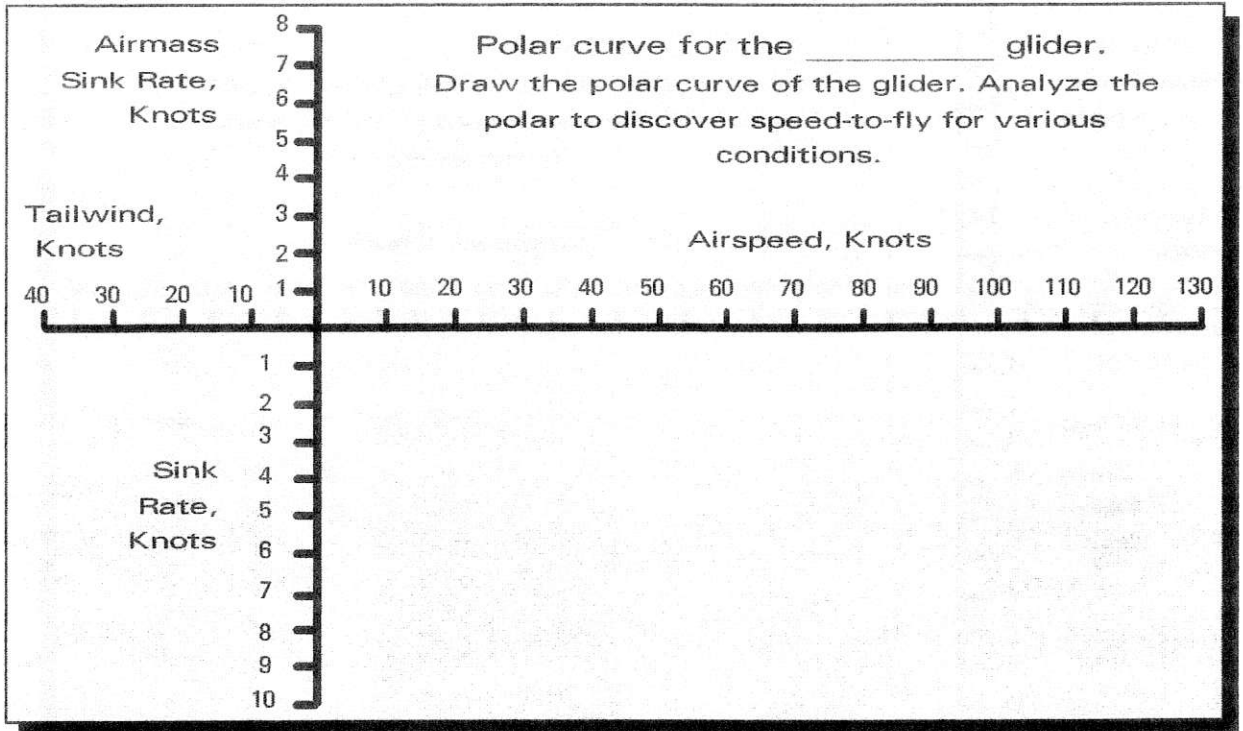 8
Airmass
Sink Rate,
Knots
Polar curve for the ____________ glider.
Draw the polar curve of the glider. Analyze the
polar to discover speed-to-fly for various
conditions.
7
6
5
4
3
2
1
Tailwind,
Knots
Airspeed, Knots
40 30 20 10 10 20 30 40 50 60 70 80 90 100 110 120 130
1
2
3
Sink
Rate,
Knots
4
5
6
7
8
9
10